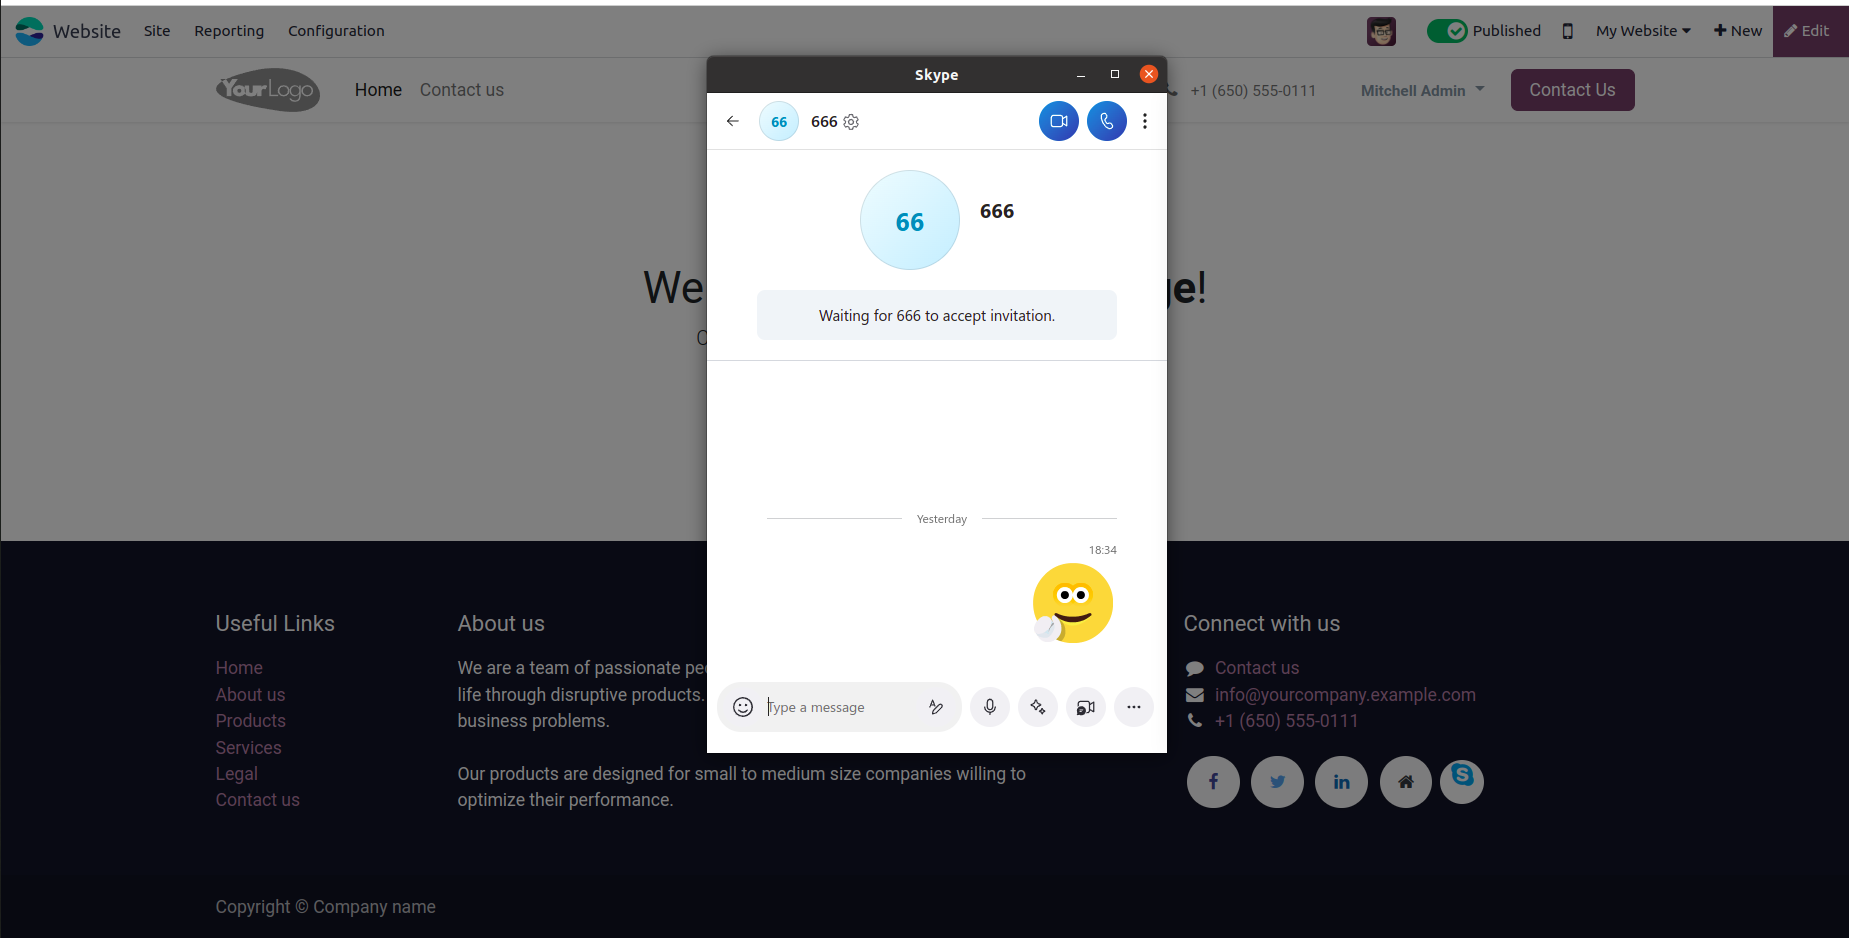 Website Site Reporting Configuration Published My Website New Edit
YourLogo Home Contact us +1 (650) 555-0111 Mitchell Admin Contact Us
Skype
66 666
66 666
We
ge!
Waiting for 666 to accept invitation.
Yesterday
18:34
Type a message
Useful Links
Home
About us
Products
Services
Legal
Contact us
About us
We are a team of passionate
life through disruptive products.
business problems.
Our products are designed for small to medium size companies willing to
optimize their performance.
Connect with us
Contact us
info@yourcompany.example.com
+1 (650) 555-0111
Copyright © Company name